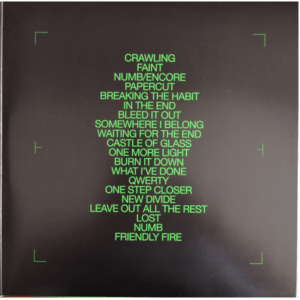 CRAWLING
FAINT
NUMB/ENCORE
PAPERCUT
BREAKING THE HABIT
IN THE END
BLEED IT OUT
SOMEWHERE I BELONG
WAITING FOR THE END
CASTLE OF GLASS
ONE MORE LIGHT
BURN IT DOWN
WHAT I'VE DONE
QWERTY
ONE STEP CLOSER
NEW DIVIDE
LEAVE OUT ALL THE REST
LOST
NUMB
FRIENDLY FIRE